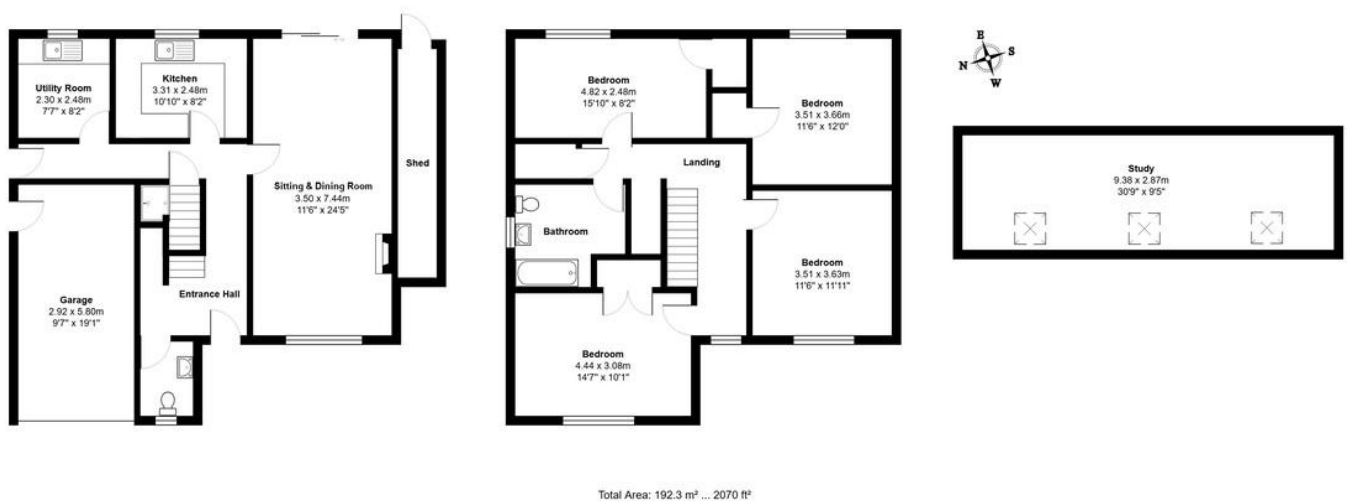 Utility Room
2.30 x 2.48m
7'7" x 8'2"
Kitchen
3.31 x 2.48m
10'10" x 8'2"
Sitting & Dining Room
3.50 x 7.44m
11'6" x 24'5"
Shed
Entrance Hall
Garage
2.92 x 5.80m
9'7" x 19'1"
Bedroom
4.82 x 2.48m
15'10" x 8'2"
Bedroom
3.51 x 3.66m
11'6" x 12'0"
Landing
Bathroom
Bedroom
3.51 x 3.63m
11'6" x 11'11"
Bedroom
4.44 x 3.08m
14'7" x 10'1"
E
N
S
W
Study
9.38 x 2.87m
30'9" x 9'5"
Total Area: 192.3 m² ... 2070 ft²